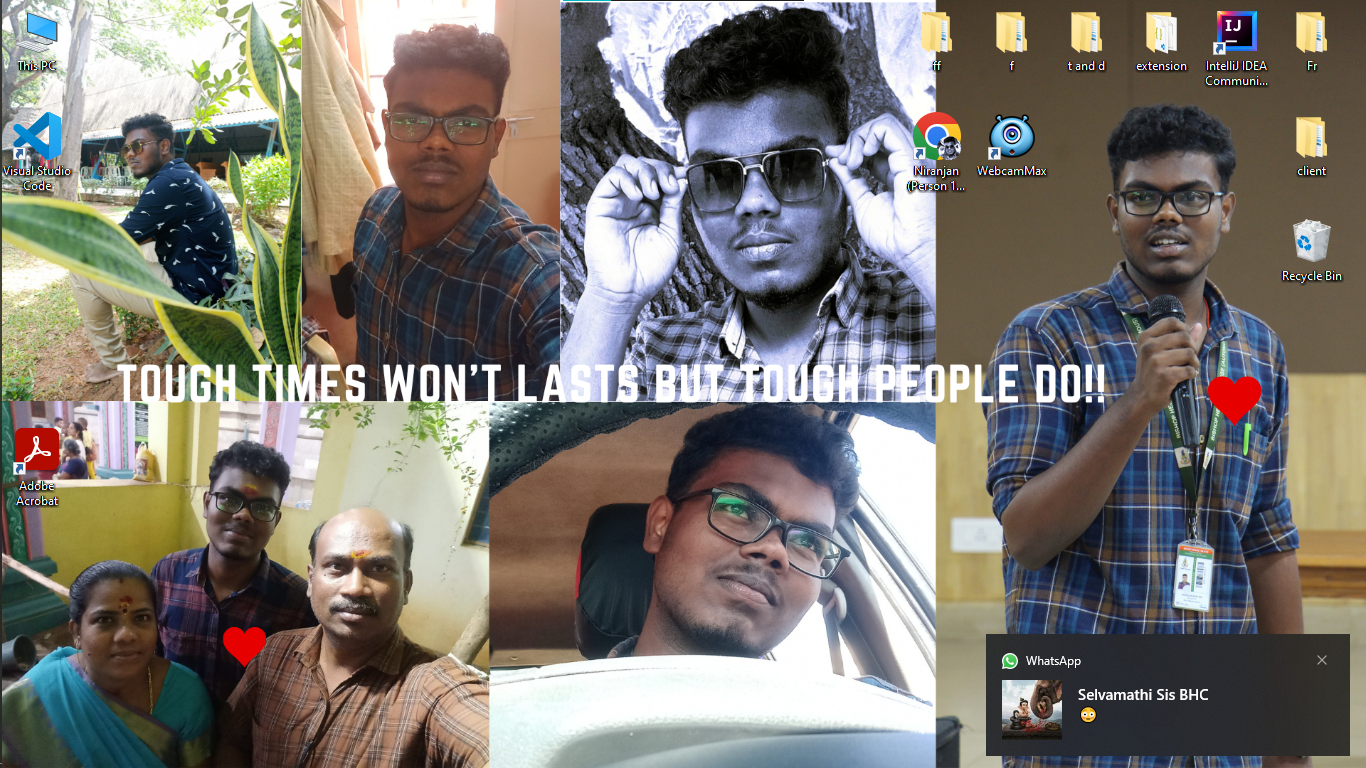 This PC
ff
f
t and d
extension
IJ
IntelliJ IDEA
Communi...
Fr
Visual Studio
Code
Niranjan
(Person 1...
WebcamMax
client
Recycle Bin
TOUGH TIMES WON'T LASTS BUT TOUGH PEOPLE DO!!
Adobe
Acrobat
WhatsApp
Selvamathi Sis BHC
😳